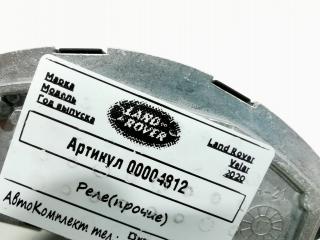 Марка
Модель
Год выпуска
LAND
ROVER
Land Rover
Velar
2020
Артикул 00004812
Реле(прочие)
АвтоКомплект тел.: